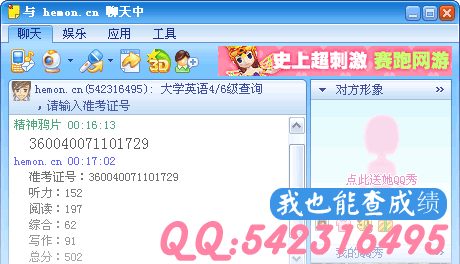 与 hemon.cn 聊天中
聊天 娱乐 应用 工具
史上超刺激 赛跑网游
hemon.cn(542316495): 大学英语4/6级查询
，请输入准考证号
对方形象
精神鸦片 00:16:13
360040071101729
hemon.cn 00:17:02
准考证号：360040071101729
听力：152
阅读：197
综合：62
写作：91
总分：502
点此送她QQ秀
我也能查成绩
QQ:542376495
我的QQ秀